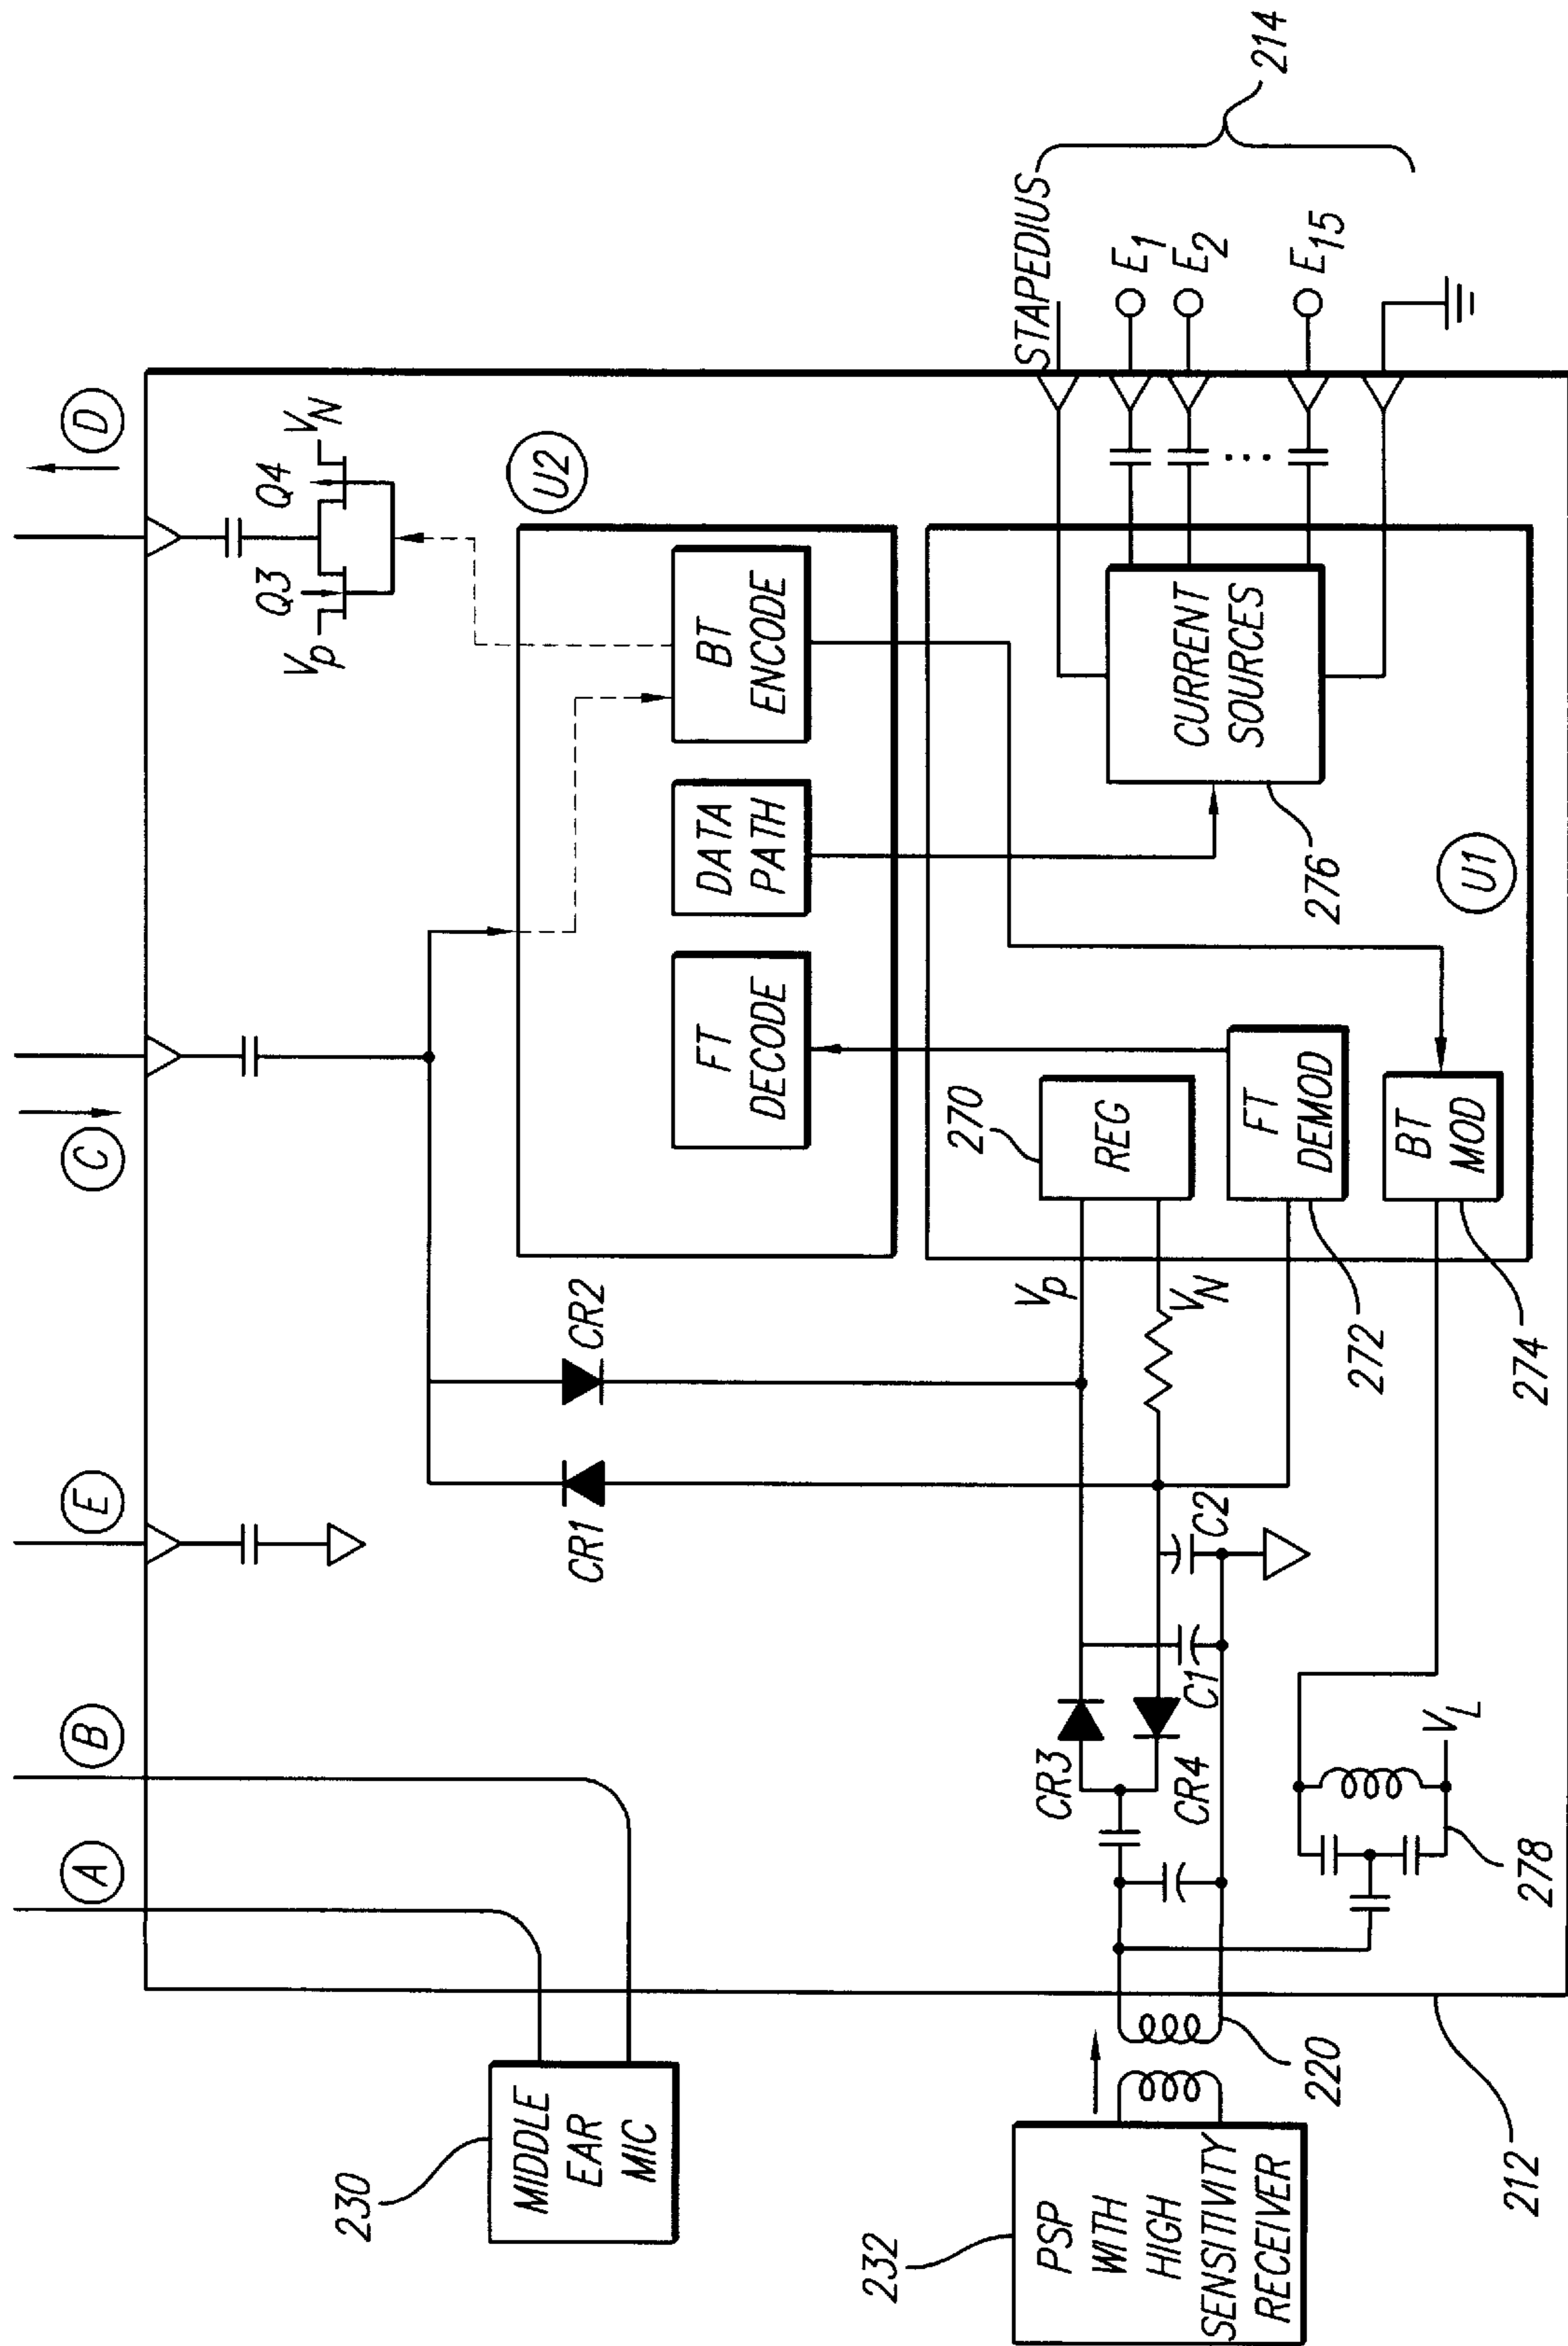 A
B
E
C
D
230
MIDDLE
EAR
MIC
232
PSP
WITH
HIGH
SENSITIVITY
RECEIVER
220
212
CR1
CR2
CR3
CR4
C1
C2
VL
278
Vp
VN
270
REG
FT
DEMOD
272
BT
MOD
274
U1
CURRENT
SOURCES
276
U2
FT
DECODE
DATA
PATH
BT
ENCODE
Vp
Q3
Q4
VN
STAPEDIUS
E1
E2
E15
214